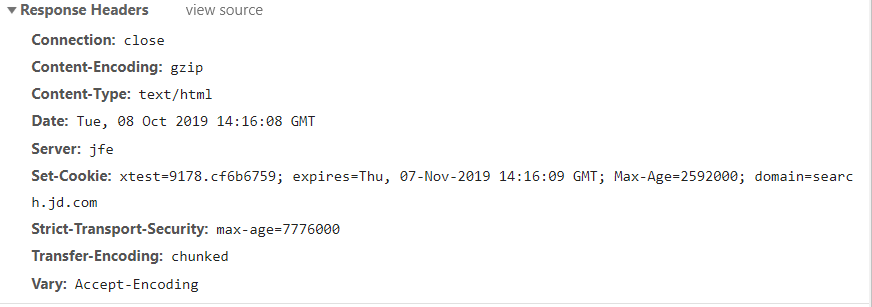 Response Headers view source
Connection: close
Content-Encoding: gzip
Content-Type: text/html
Date: Tue, 08 Oct 2019 14:16:08 GMT
Server: jfe
Set-Cookie: xtest=9178.cf6b6759; expires=Thu, 07-Nov-2019 14:16:09 GMT; Max-Age=2592000; domain=searc
h.jd.com
Strict-Transport-Security: max-age=7776000
Transfer-Encoding: chunked
Vary: Accept-Encoding